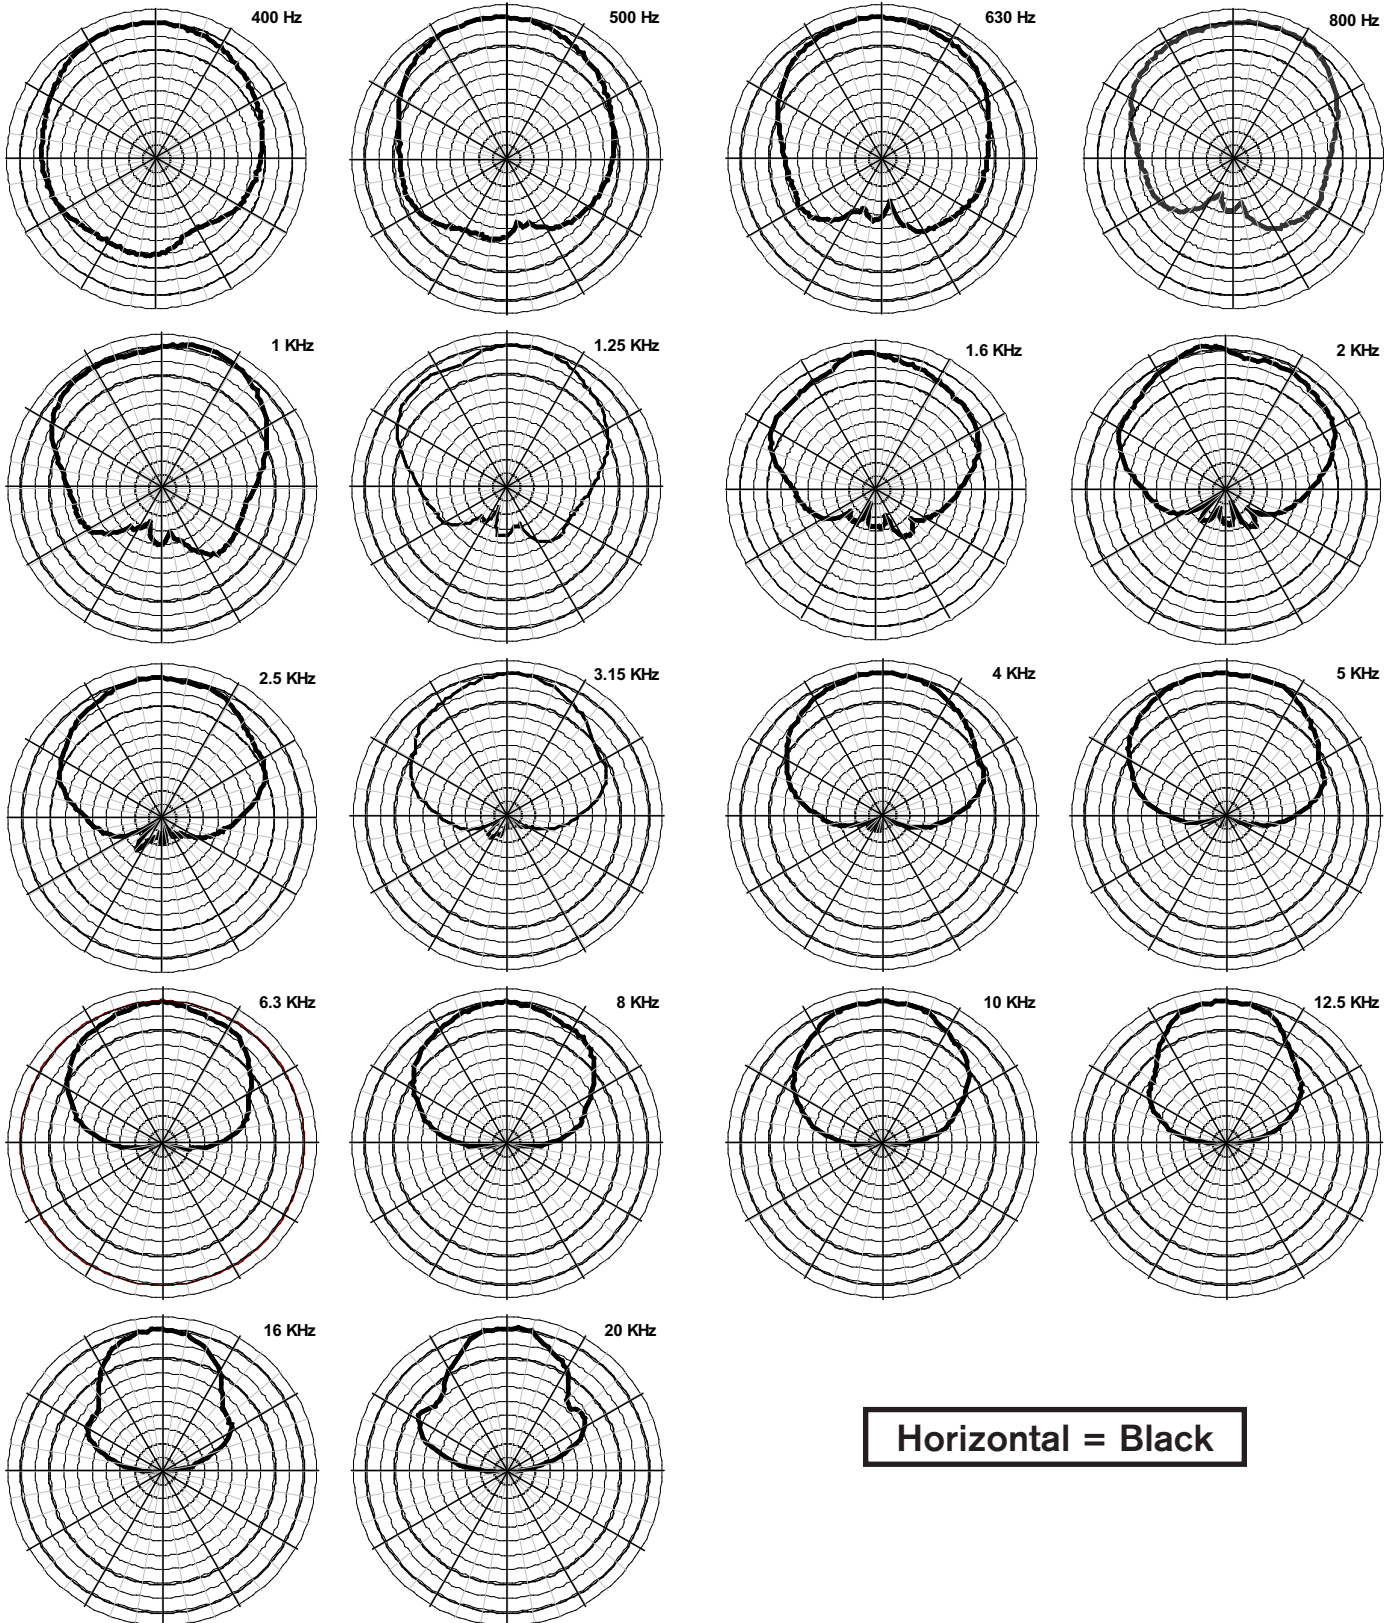 400 Hz
500 Hz
630 Hz
800 Hz
1 KHz
1.25 KHz
1.6 KHz
2 KHz
2.5 KHz
3.15 KHz
4 KHz
5 KHz
6.3 KHz
8 KHz
10 KHz
12.5 KHz
16 KHz
20 KHz
Horizontal = Black